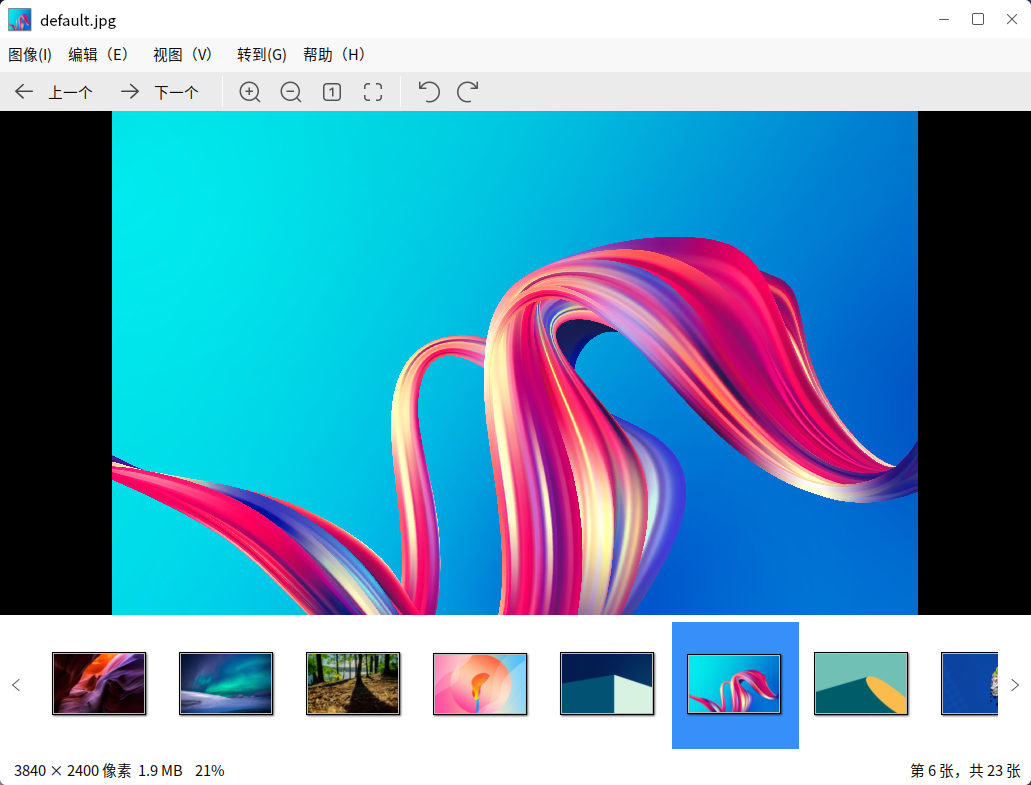 default.jpg
图像(I) 编辑（E） 视图（V） 转到(G) 帮助（H）
上一个 下一个 1
3840 × 2400 像素 1.9 MB 21% 第 6 张，共 23 张